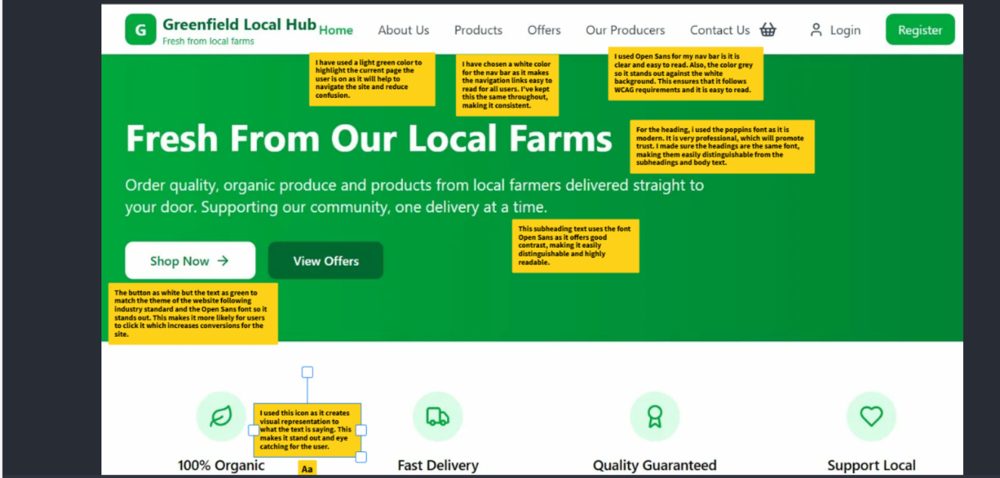 G
Greenfield Local Hub
Fresh from local farms
Home
About Us
Products
Offers
Our Producers
Contact Us
Login
Register
I have used a light green color to
highlight the current page the
user is on as it will help to
navigate the site and reduce
confusion.
I have chosen a white color
for the nav bar as it makes
the navigation links easy to
read for all users. I've kept
this the same throughout,
making it consistent.
I used Open Sans for my nav bar is it is
clear and easy to read. Also, the color grey
so it stands out against the white
background. This ensures that it follows
WCAG requirements and it is easy to read.
Fresh From Our Local Farms
For the heading, i used the poppins font as it is
modern. It is very professional, which will promote
trust. I made sure the headings are the same font,
making them easily distinguishable from the
subheadings and body text.
Order quality, organic produce and products from local farmers delivered straight to
your door. Supporting our community, one delivery at a time.
This subheading text uses the font
Open Sans as it offers good
contrast, making it easily
distinguishable and highly
readable.
Shop Now
View Offers
The button as white but the text as green to
match the theme of the website following
industry standard and the Open Sans font so it
stands out. This makes it more likely for users
to click it which increases conversions for the
site.
I used this icon as it creates
visual representation to
what the text is saying. This
makes it stand out and eye
catching for the user.
100% Organic
Aa
Fast Delivery
Quality Guaranteed
Support Local